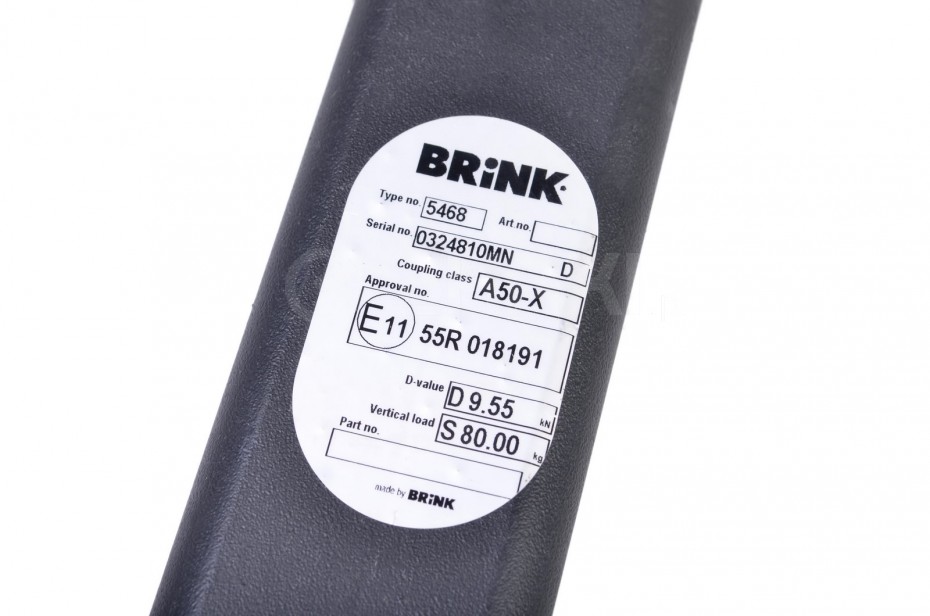 BRiNK
Type no. 5468 Art.no.
Serial no. 0324810MN D
Coupling class A50-X
Approval no.
E11 55R 018191
D-value D 9.55 kN
Vertical load S 80.00 kg
Part no.
made by BRiNK